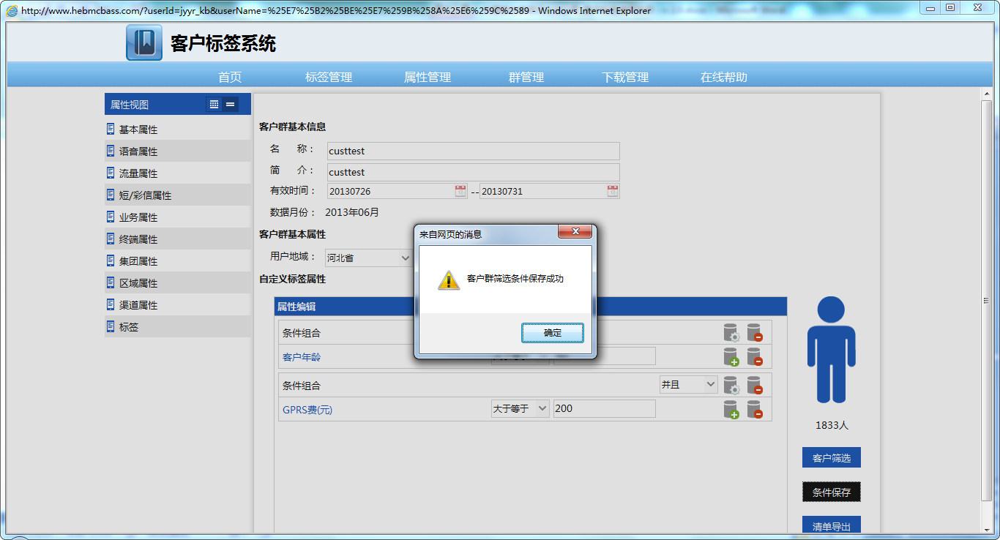 http://www.hebmcbass.com/?userId=jyyr_kb&userName=%25E7%25B2%25BE%25E7%259B%258A%25E6%259C%2589 - Windows Internet Explorer
客户标签系统
首页 标签管理 属性管理 群管理 下载管理 在线帮助
属性视图
基本属性
语音属性
流量属性
短/彩信属性
业务属性
终端属性
集团属性
区域属性
渠道属性
标签
客户群基本信息
名 称： custtest
简 介： custtest
有效时间： 20130726 -- 20130731
数据月份： 2013年06月
客户群基本属性
用户地域： 河北省
自定义标签属性
属性编辑
条件组合
客户年龄
条件组合 并且
GPRS费(元) 大于等于 200
来自网页的消息
客户群筛选条件保存成功
确定
1833人
客户筛选
条件保存
清单导出